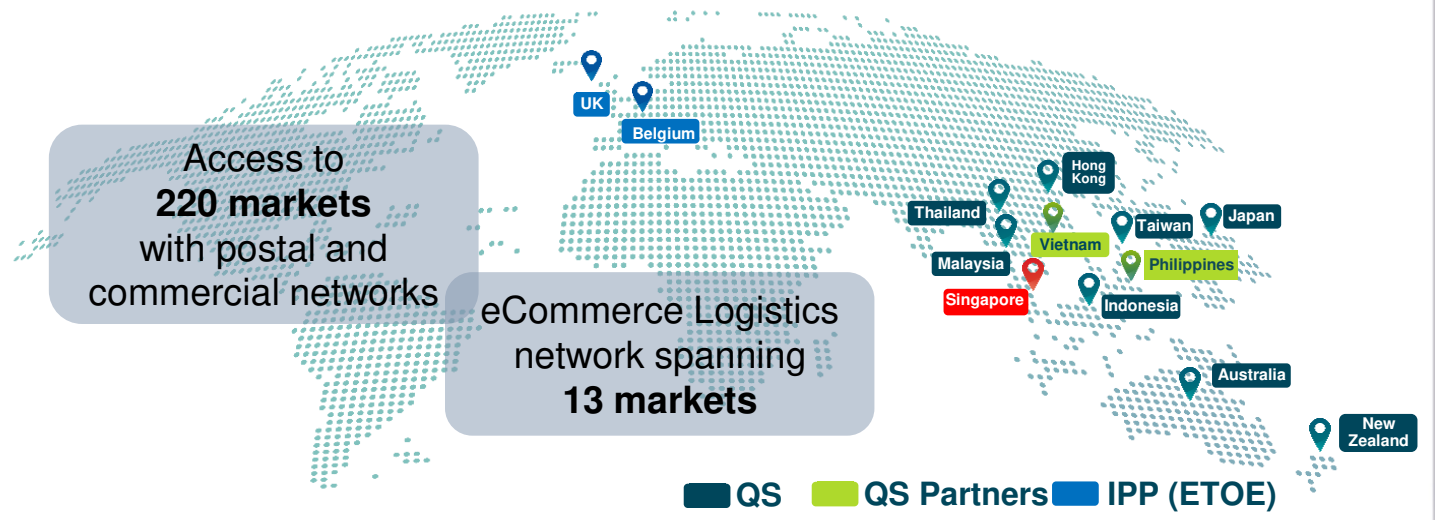 Access to
220 markets
with postal and
commercial networks
eCommerce Logistics
network spanning
13 markets
UK
Belgium
Hong
Kong
Thailand
Taiwan
Japan
Vietnam
Malaysia
Philippines
Singapore
Indonesia
Australia
New
Zealand
QS
QS Partners
IPP (ETOE)